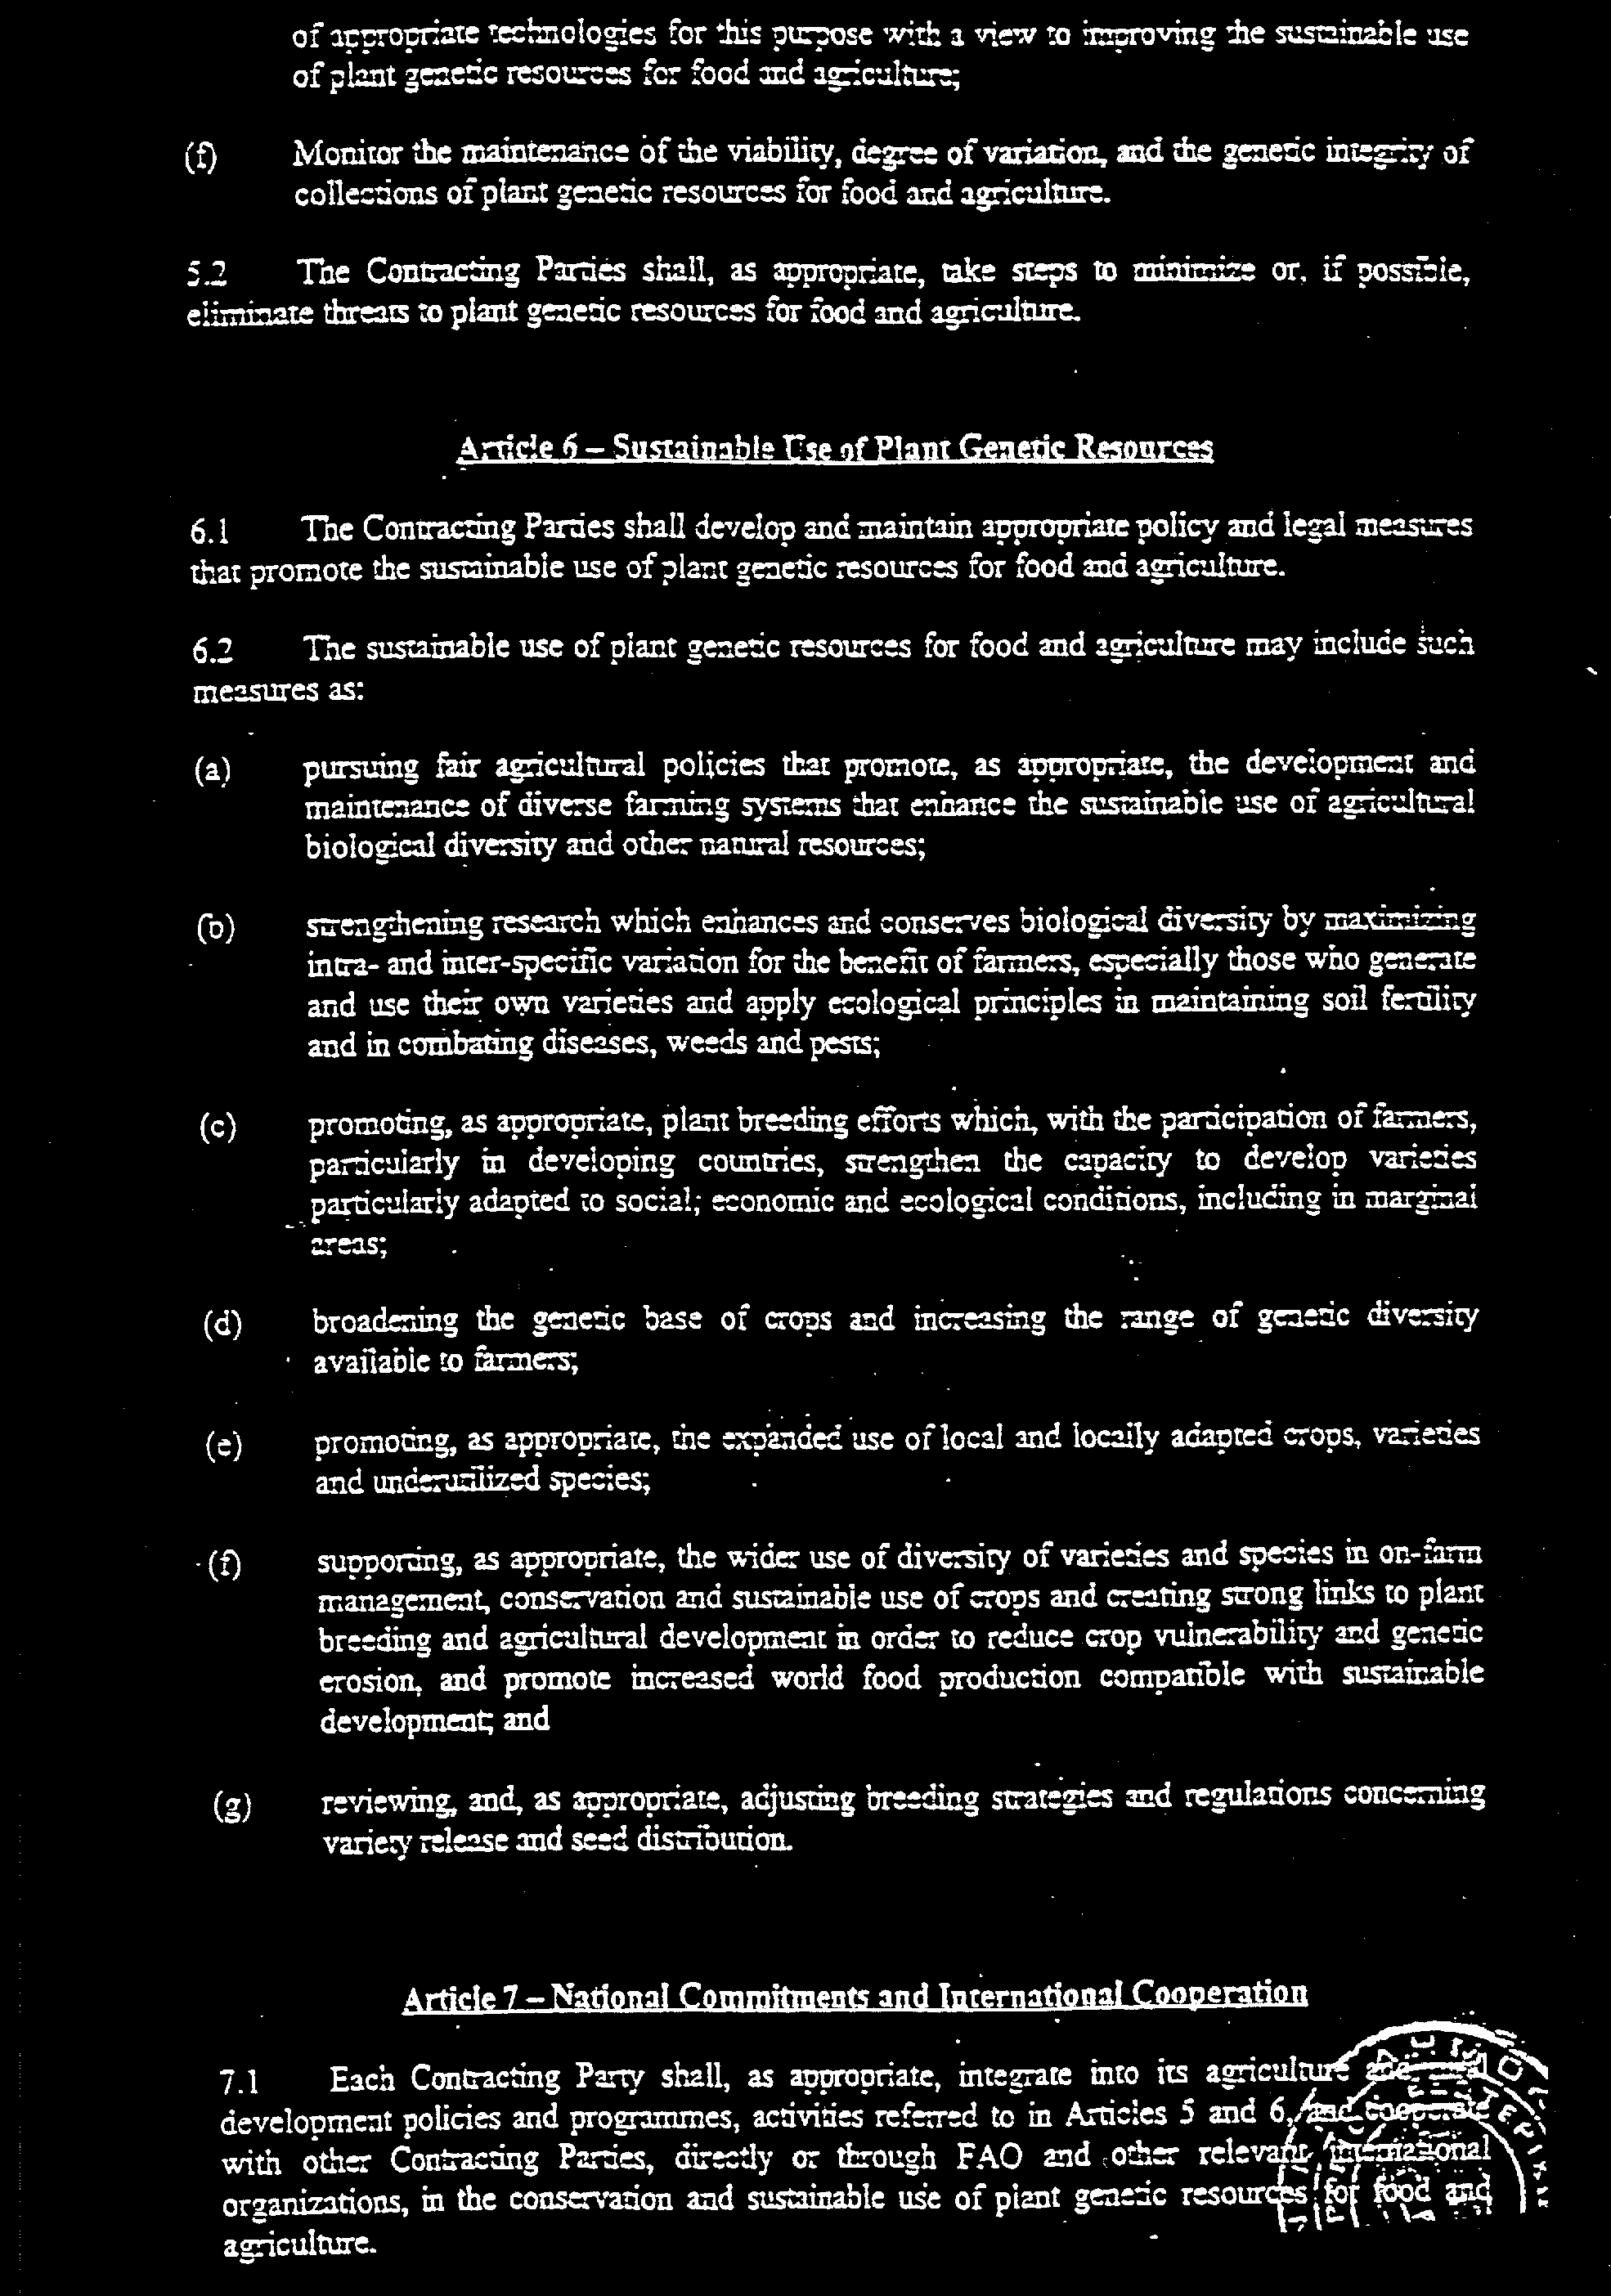 of appropriate technologies for this purpose with a view to improving the sustainable use
of plant genetic resources for food and agriculture;
(f) Monitor the maintenance of the viability, degree of variation, and the genetic integrity of
collections of plant genetic resources for food and agriculture.
5.2 The Contracting Parties shall, as appropriate, take steps to minimize or, if possible,
eliminate threats to plant genetic resources for food and agriculture.
Article 6 – Sustainable Use of Plant Genetic Resources
6.1 The Contracting Parties shall develop and maintain appropriate policy and legal measures
that promote the sustainable use of plant genetic resources for food and agriculture.
6.2 The sustainable use of plant genetic resources for food and agriculture may include such
measures as:
(a) pursuing fair agricultural policies that promote, as appropriate, the development and
maintenance of diverse farming systems that enhance the sustainable use of agricultural
biological diversity and other natural resources;
(b) strengthening research which enhances and conserves biological diversity by maximizing
intra- and inter-specific variation for the benefit of farmers, especially those who generate
and use their own varieties and apply ecological principles in maintaining soil fertility
and in combating diseases, weeds and pests;
(c) promoting, as appropriate, plant breeding efforts which, with the participation of farmers,
particularly in developing countries, strengthen the capacity to develop varieties
particularly adapted to social; economic and ecological conditions, including in marginal
areas;
(d) broadening the genetic base of crops and increasing the range of genetic diversity
available to farmers;
(e) promoting, as appropriate, the expanded use of local and locally adapted crops, varieties
and underutilized species;
(f) supporting, as appropriate, the wider use of diversity of varieties and species in on-farm
management, conservation and sustainable use of crops and creating strong links to plant
breeding and agricultural development in order to reduce crop vulnerability and genetic
erosion, and promote increased world food production compatible with sustainable
development; and
(g) reviewing, and, as appropriate, adjusting breeding strategies and regulations concerning
variety release and seed distribution.
Article 7 – National Commitments and International Cooperation
7.1 Each Contracting Party shall, as appropriate, integrate into its agriculture and rural
development policies and programmes, activities referred to in Articles 5 and 6, and cooperate
with other Contracting Parties, directly or through FAO and other relevant international
organizations, in the conservation and sustainable use of plant genetic resources for food and
agriculture.